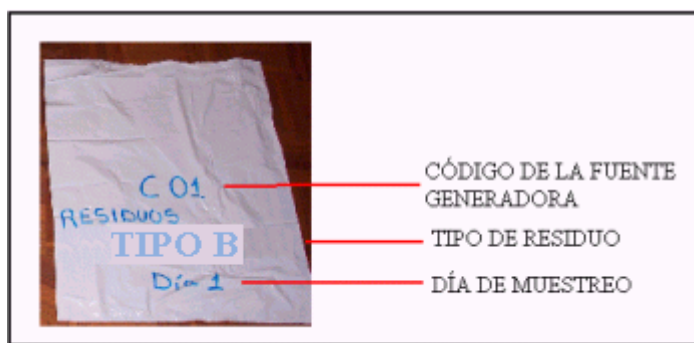 C 01
RESIDUOS
TIPO B
Día 1
CÓDIGO DE LA FUENTE
GENERADORA
TIPO DE RESIDUO
DÍA DE MUESTREO